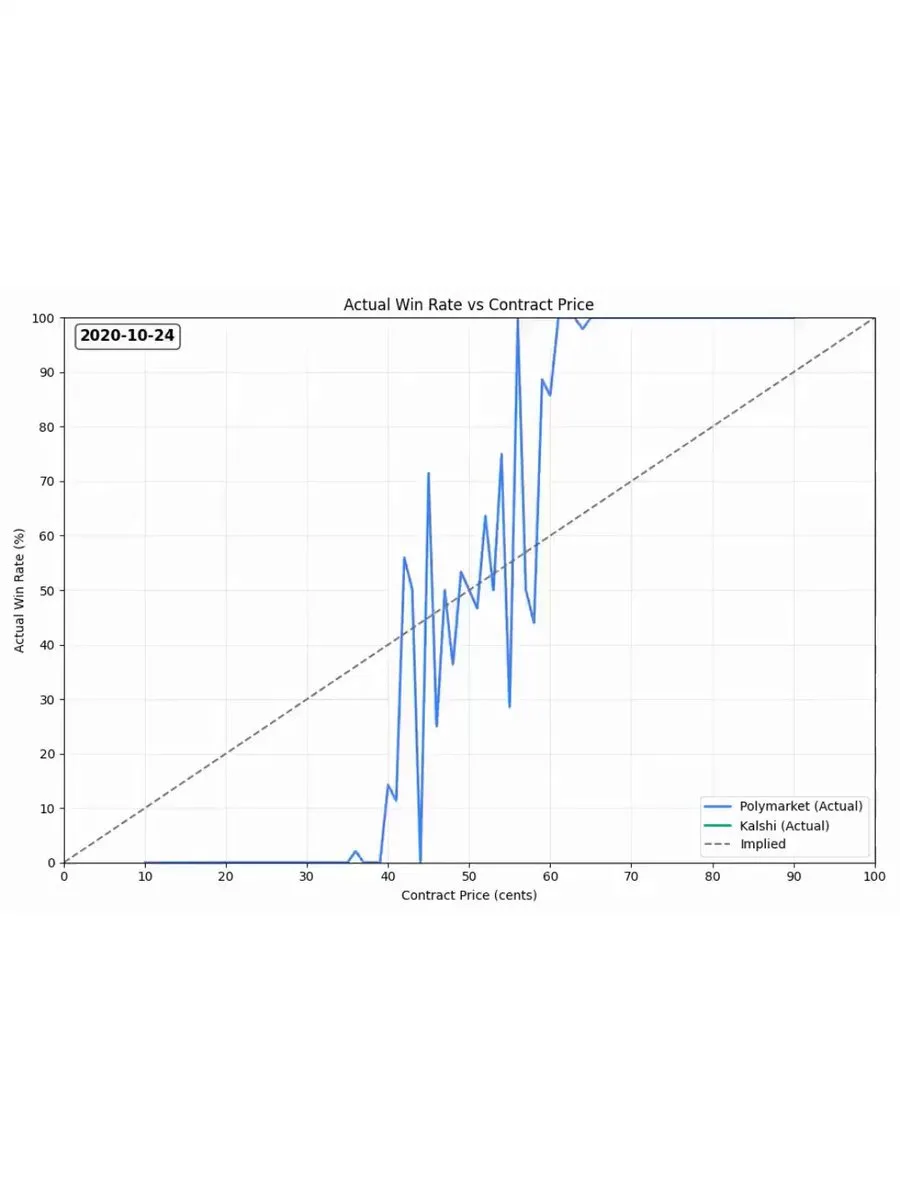 Actual Win Rate vs Contract Price
2020-10-24
100
90
80
70
60
50
40
30
20
10
0
Actual Win Rate (%)
Polymarket (Actual)
Kalshi (Actual)
Implied
0 10 20 30 40 50 60 70 80 90 100
Contract Price (cents)